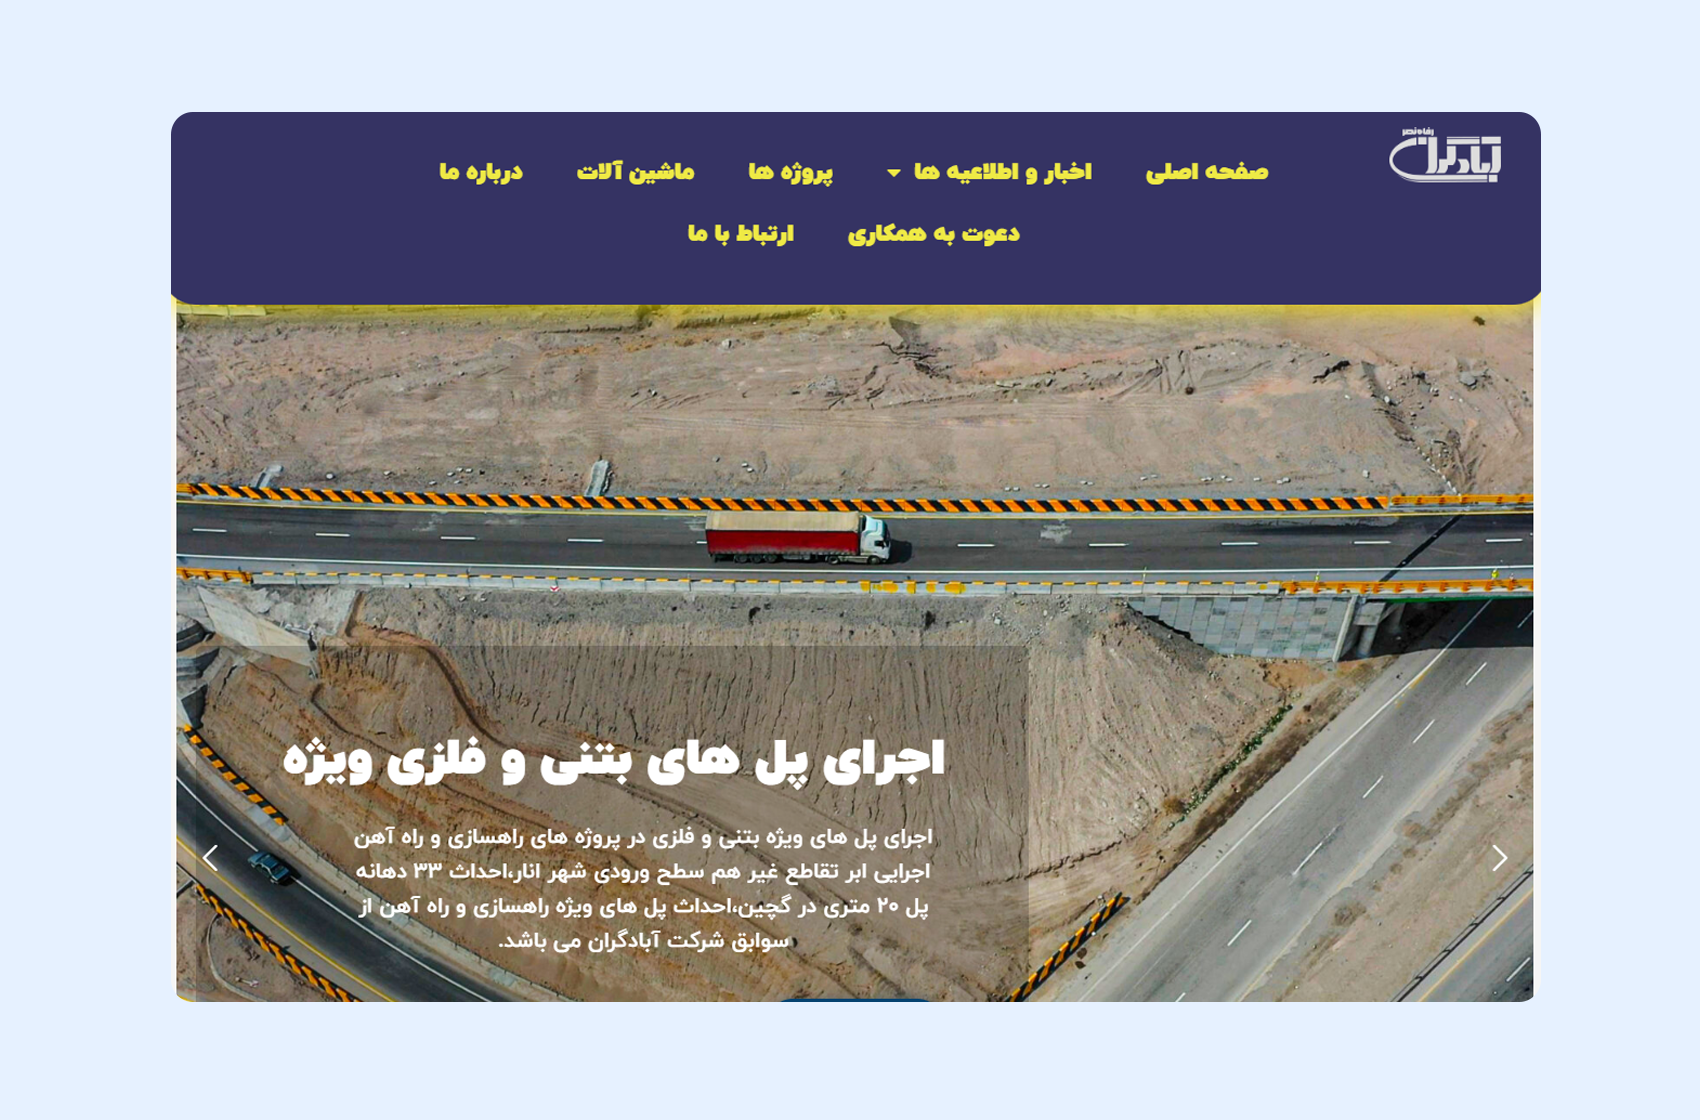 رفاه نصر
آبادگران
صفحه اصلی
اخبار و اطلاعیه ها
پروژه ها
ماشین آلات
درباره ما
دعوت به همکاری
ارتباط با ما
اجرای پل های بتنی و فلزی ویژه
اجرای پل های ویژه بتنی و فلزی در پروژه های راهسازی و راه آهن
اجرایی ابر تقاطع غیر هم سطح ورودی شهر انار،احداث ۳۳ دهانه
پل ۲۰ متری در گچین،احداث پل های ویژه راهسازی و راه آهن از
سوابق شرکت آبادگران می باشد.